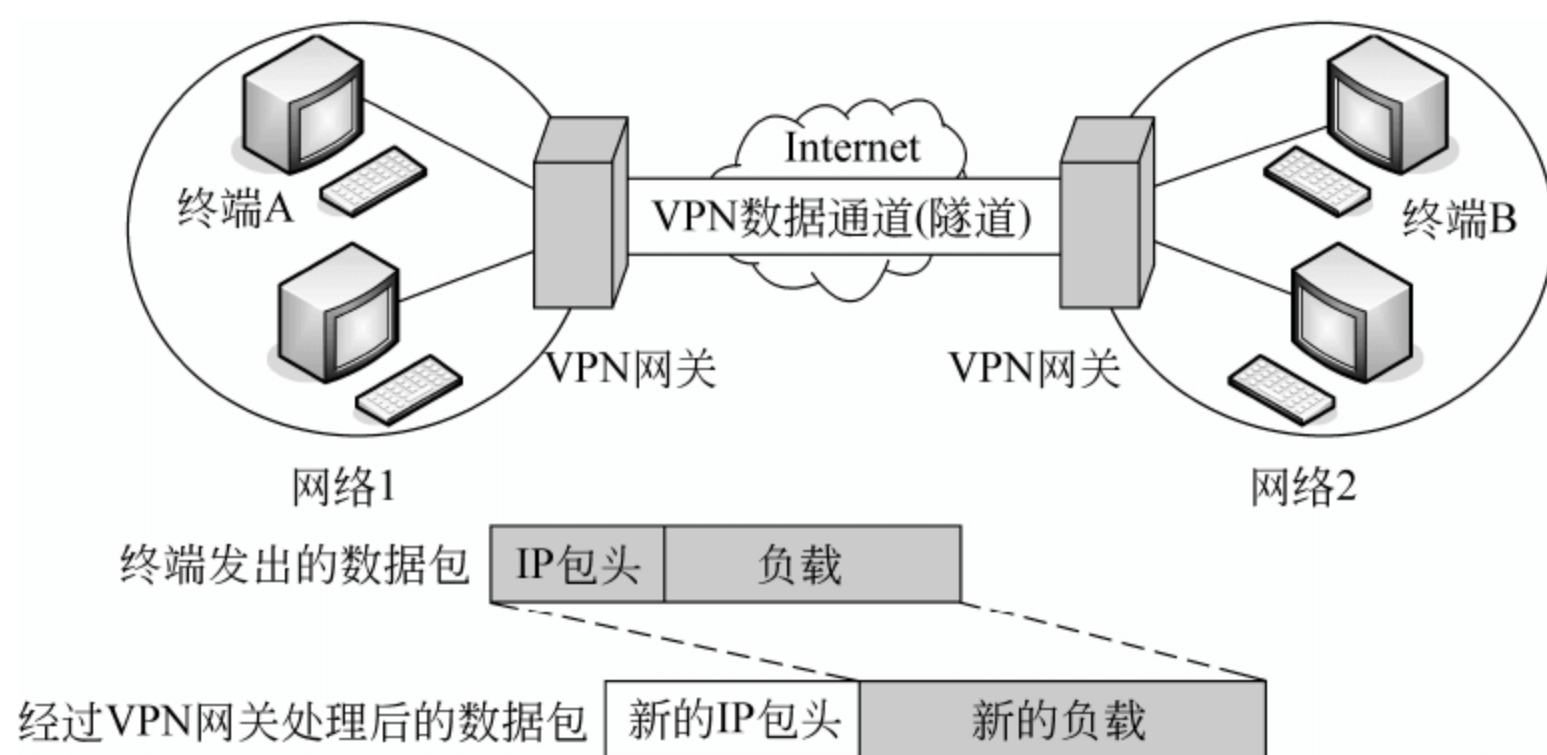 Internet
终端A
VPN数据通道(隧道)
终端B
VPN网关
VPN网关
网络1
网络2
终端发出的数据包
IP包头
负载
经过VPN网关处理后的数据包
新的IP包头
新的负载